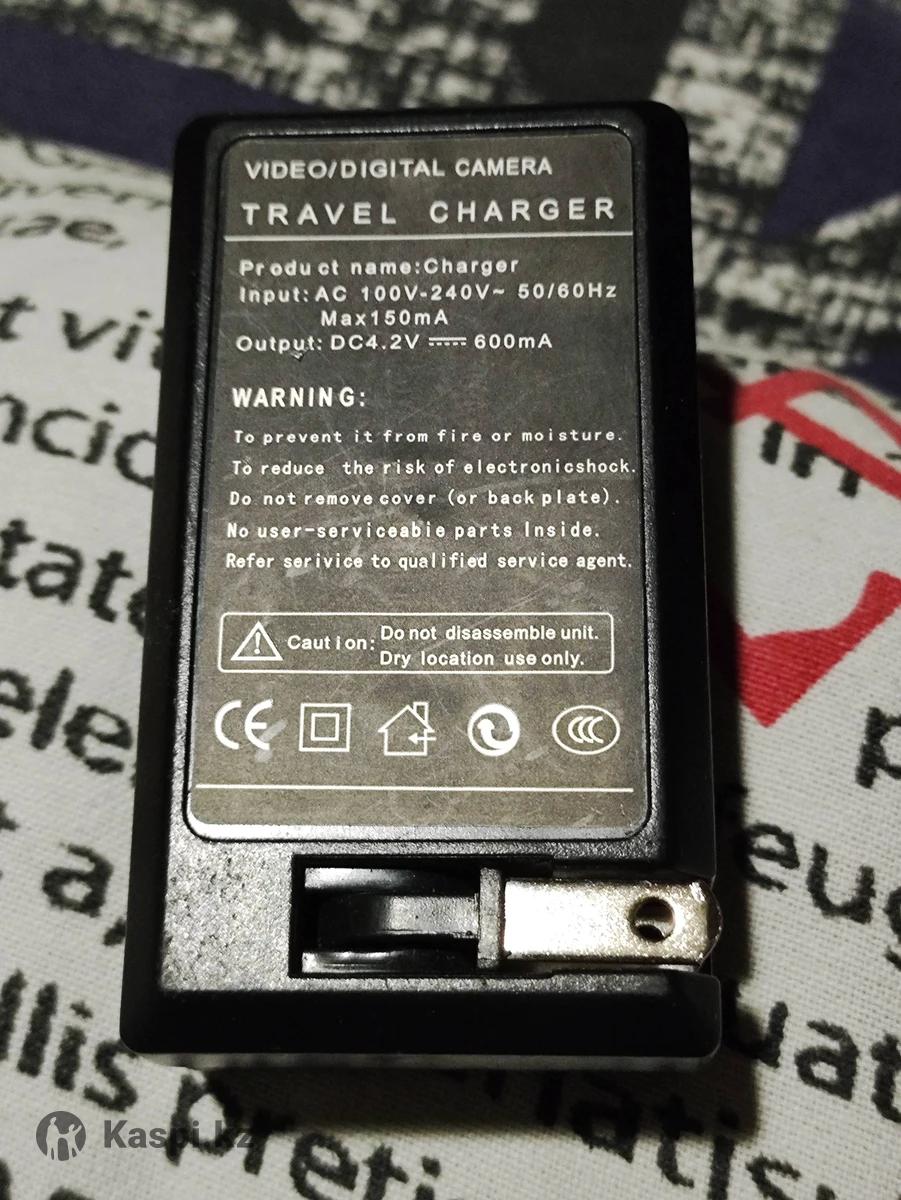 VIDEO/DIGITAL CAMERA
TRAVEL CHARGER
Product name:Charger
Input: AC 100V-240V~ 50/60Hz
Max150mA
Output: DC4.2V ⎓ 600mA
WARNING:
To prevent it from fire or moisture.
To reduce the risk of electronicshock.
Do not remove cover (or back plate).
No user-serviceabie parts Inside.
Refer serivice to qualified service agent.
Caution: Do not disassemble unit.
Dry location use only.
CE
CCC
Kaspi.kz